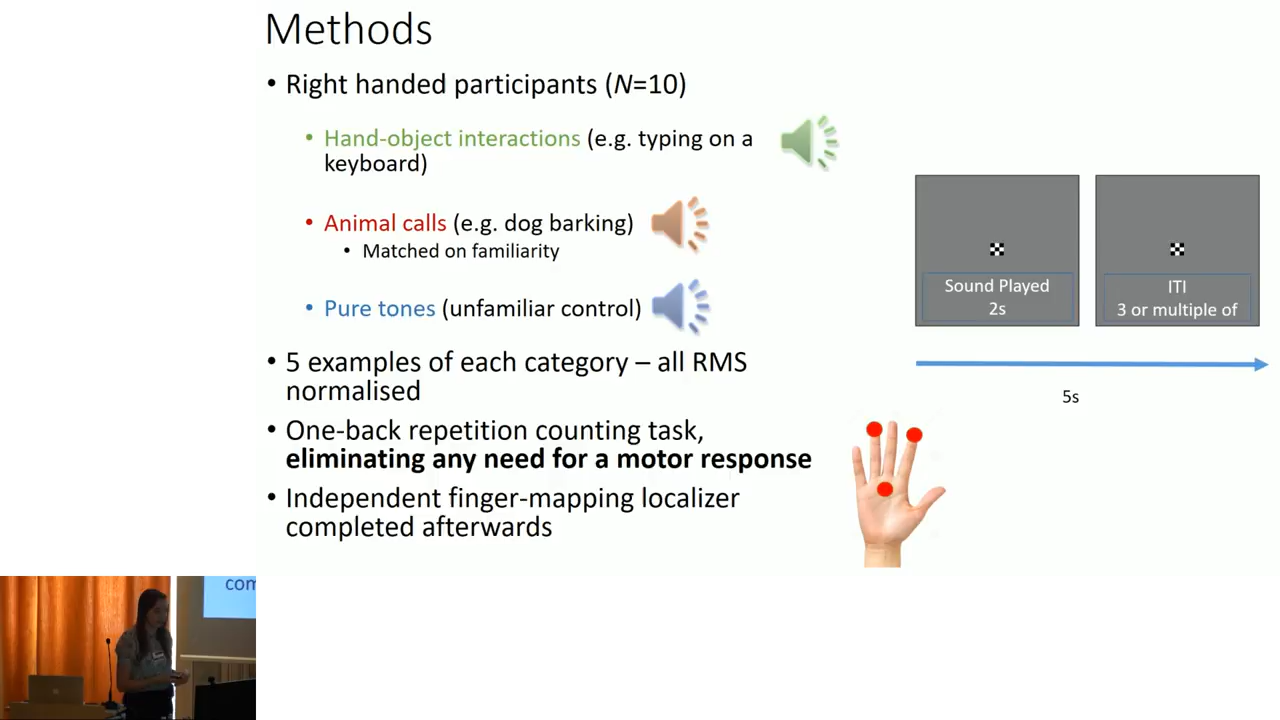 Methods
• Right handed participants (N=10)
• Hand-object interactions (e.g. typing on a
keyboard)
• Animal calls (e.g. dog barking)
• Matched on familiarity
• Pure tones (unfamiliar control)
• 5 examples of each category – all RMS
normalised
• One-back repetition counting task,
eliminating any need for a motor response
• Independent finger-mapping localizer
completed afterwards
Sound Played
2s
ITI
3 or multiple of
5s
com